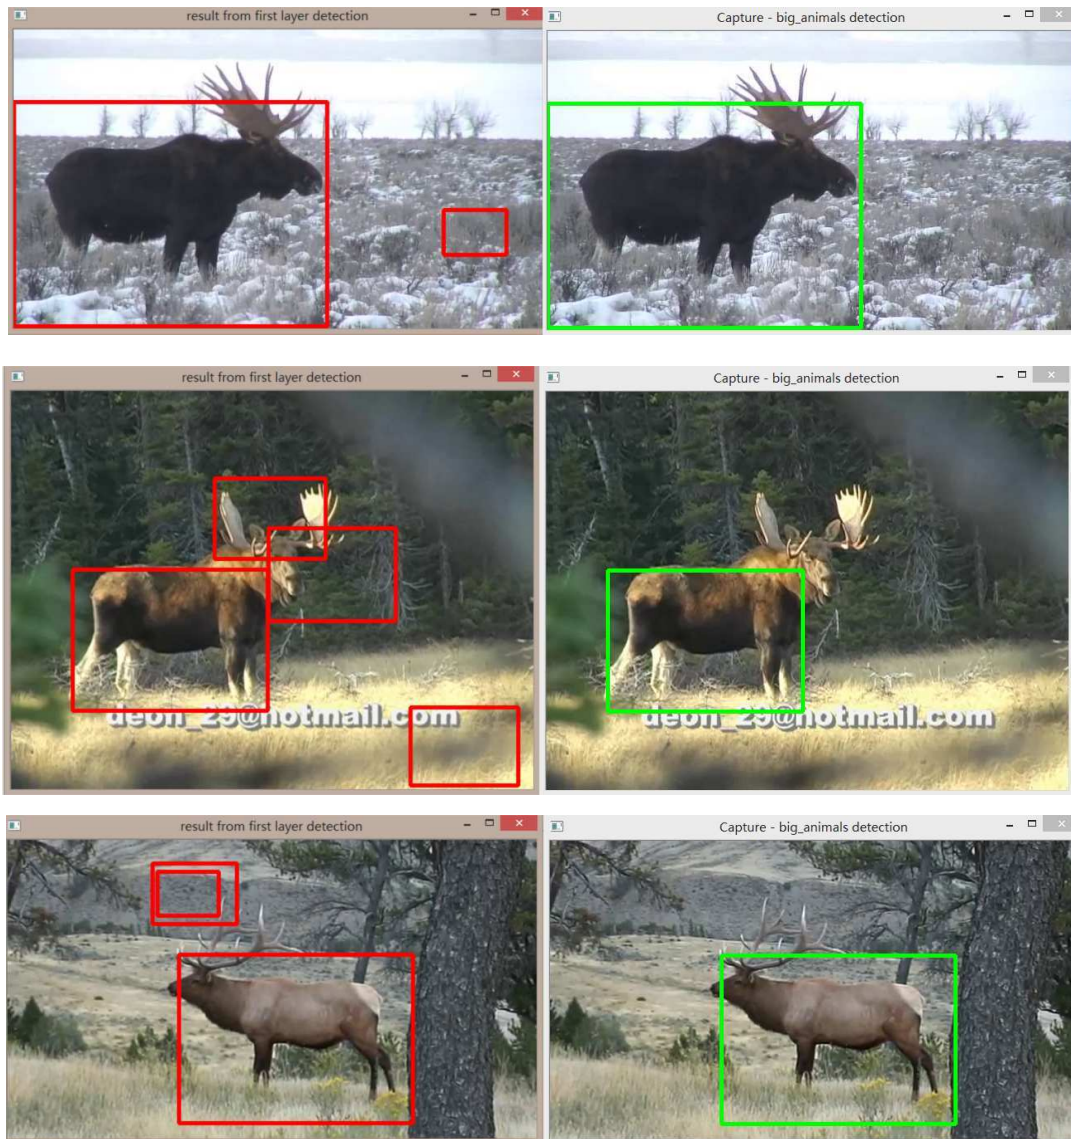 result from first layer detection
Capture - big_animals detection
result from first layer detection
Capture - big_animals detection
deon_29@hotmail.com
deon_29@hotmail.com
result from first layer detection
Capture - big_animals detection